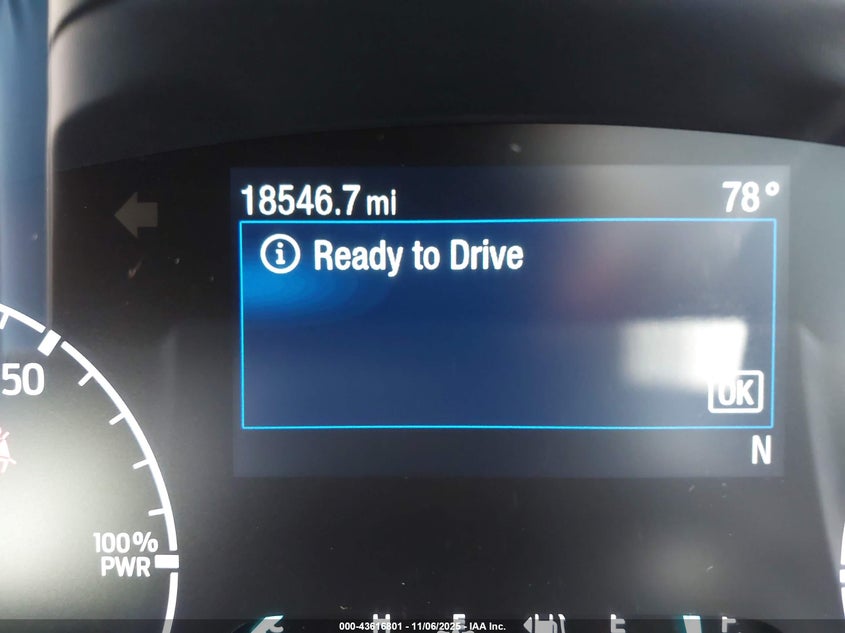 18546.7 mi 78°
Ready to Drive
OK
50
N
100%
PWR
H E F
000-43616801 - 11/06/2025 - IAA Inc.